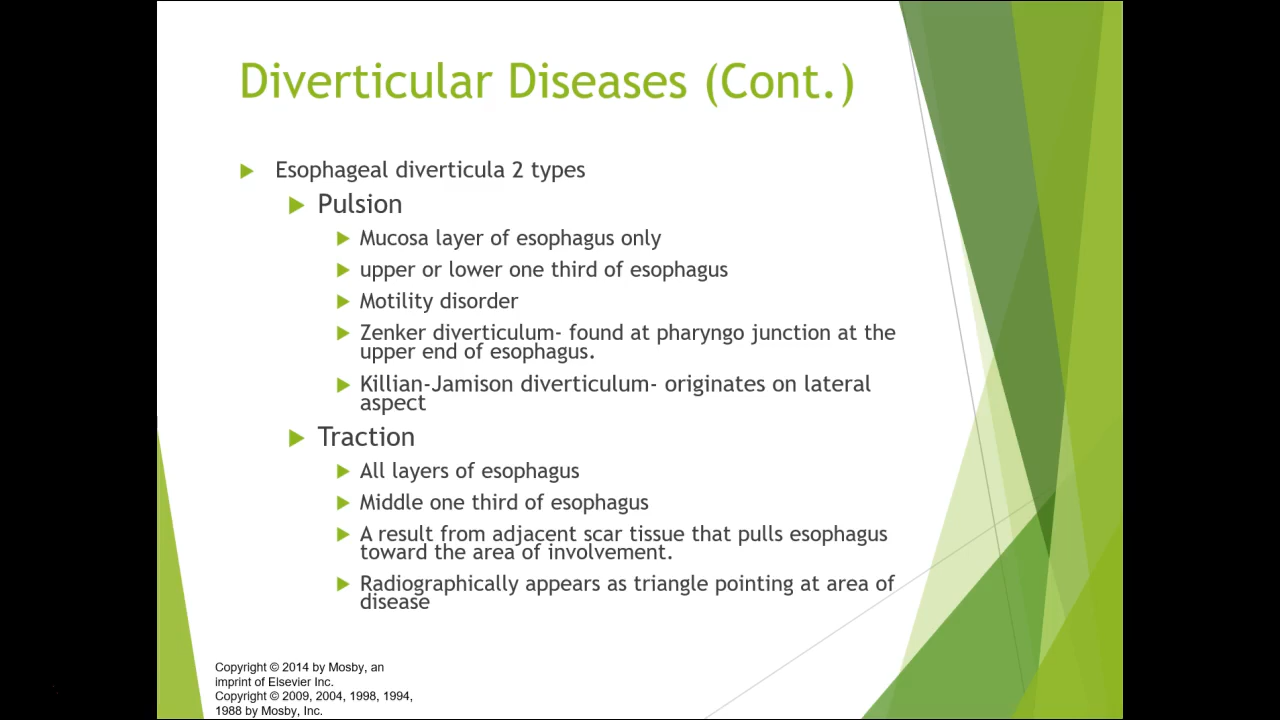 Diverticular Diseases (Cont.)
Esophageal diverticula 2 types
Pulsion
Mucosa layer of esophagus only
upper or lower one third of esophagus
Motility disorder
Zenker diverticulum- found at pharyngo junction at the
upper end of esophagus.
Killian-Jamison diverticulum- originates on lateral
aspect
Traction
All layers of esophagus
Middle one third of esophagus
A result from adjacent scar tissue that pulls esophagus
toward the area of involvement.
Radiographically appears as triangle pointing at area of
disease
Copyright © 2014 by Mosby, an
imprint of Elsevier Inc.
Copyright © 2009, 2004, 1998, 1994,
1988 by Mosby, Inc.